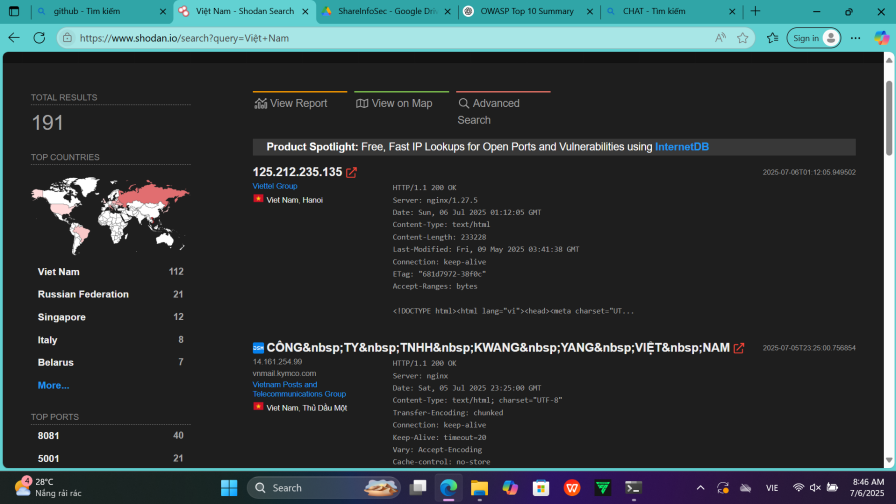 github - Tìm kiếm
Việt Nam - Shodan Search
ShareInfoSec - Google Driv
OWASP Top 10 Summary
CHAT - Tìm kiếm
https://www.shodan.io/search?query=Việt+Nam
Sign in
TOTAL RESULTS
191
TOP COUNTRIES
Viet Nam 112
Russian Federation 21
Singapore 12
Italy 8
Belarus 7
More...
TOP PORTS
8081 40
5001 21
View Report
View on Map
Advanced
Search
Product Spotlight: Free, Fast IP Lookups for Open Ports and Vulnerabilities using InternetDB
125.212.235.135
2025-07-06T01:12:05.949502
Viettel Group
Viet Nam, Hanoi
HTTP/1.1 200 OK
Server: nginx/1.27.5
Date: Sun, 06 Jul 2025 01:12:05 GMT
Content-Type: text/html
Content-Length: 233228
Last-Modified: Fri, 09 May 2025 03:41:38 GMT
Connection: keep-alive
ETag: "681d7972-38f0c"
Accept-Ranges: bytes
<!DOCTYPE html><html lang="vi"><head><meta charset="UT...
CÔNG&nbsp;TY&nbsp;TNHH&nbsp;KWANG&nbsp;YANG&nbsp;VIỆT&nbsp;NAM
2025-07-05T23:25:00.756854
14.161.254.99
vnmail.kymco.com
Vietnam Posts and
Telecommunications Group
Viet Nam, Thủ Dầu Một
HTTP/1.1 200 OK
Server: nginx
Date: Sat, 05 Jul 2025 23:25:00 GMT
Content-Type: text/html; charset="UTF-8"
Transfer-Encoding: chunked
Connection: keep-alive
Keep-Alive: timeout=20
Vary: Accept-Encoding
Cache-control: no-store
4
28°C
Nắng rải rác
Search
VIE
8:46 AM
7/6/2025